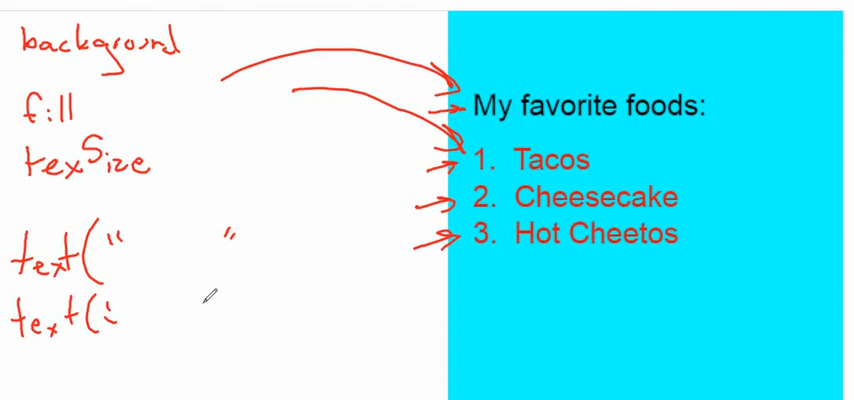 background
fill
texSize
text(" "
text(:
My favorite foods:
1. Tacos
2. Cheesecake
3. Hot Cheetos